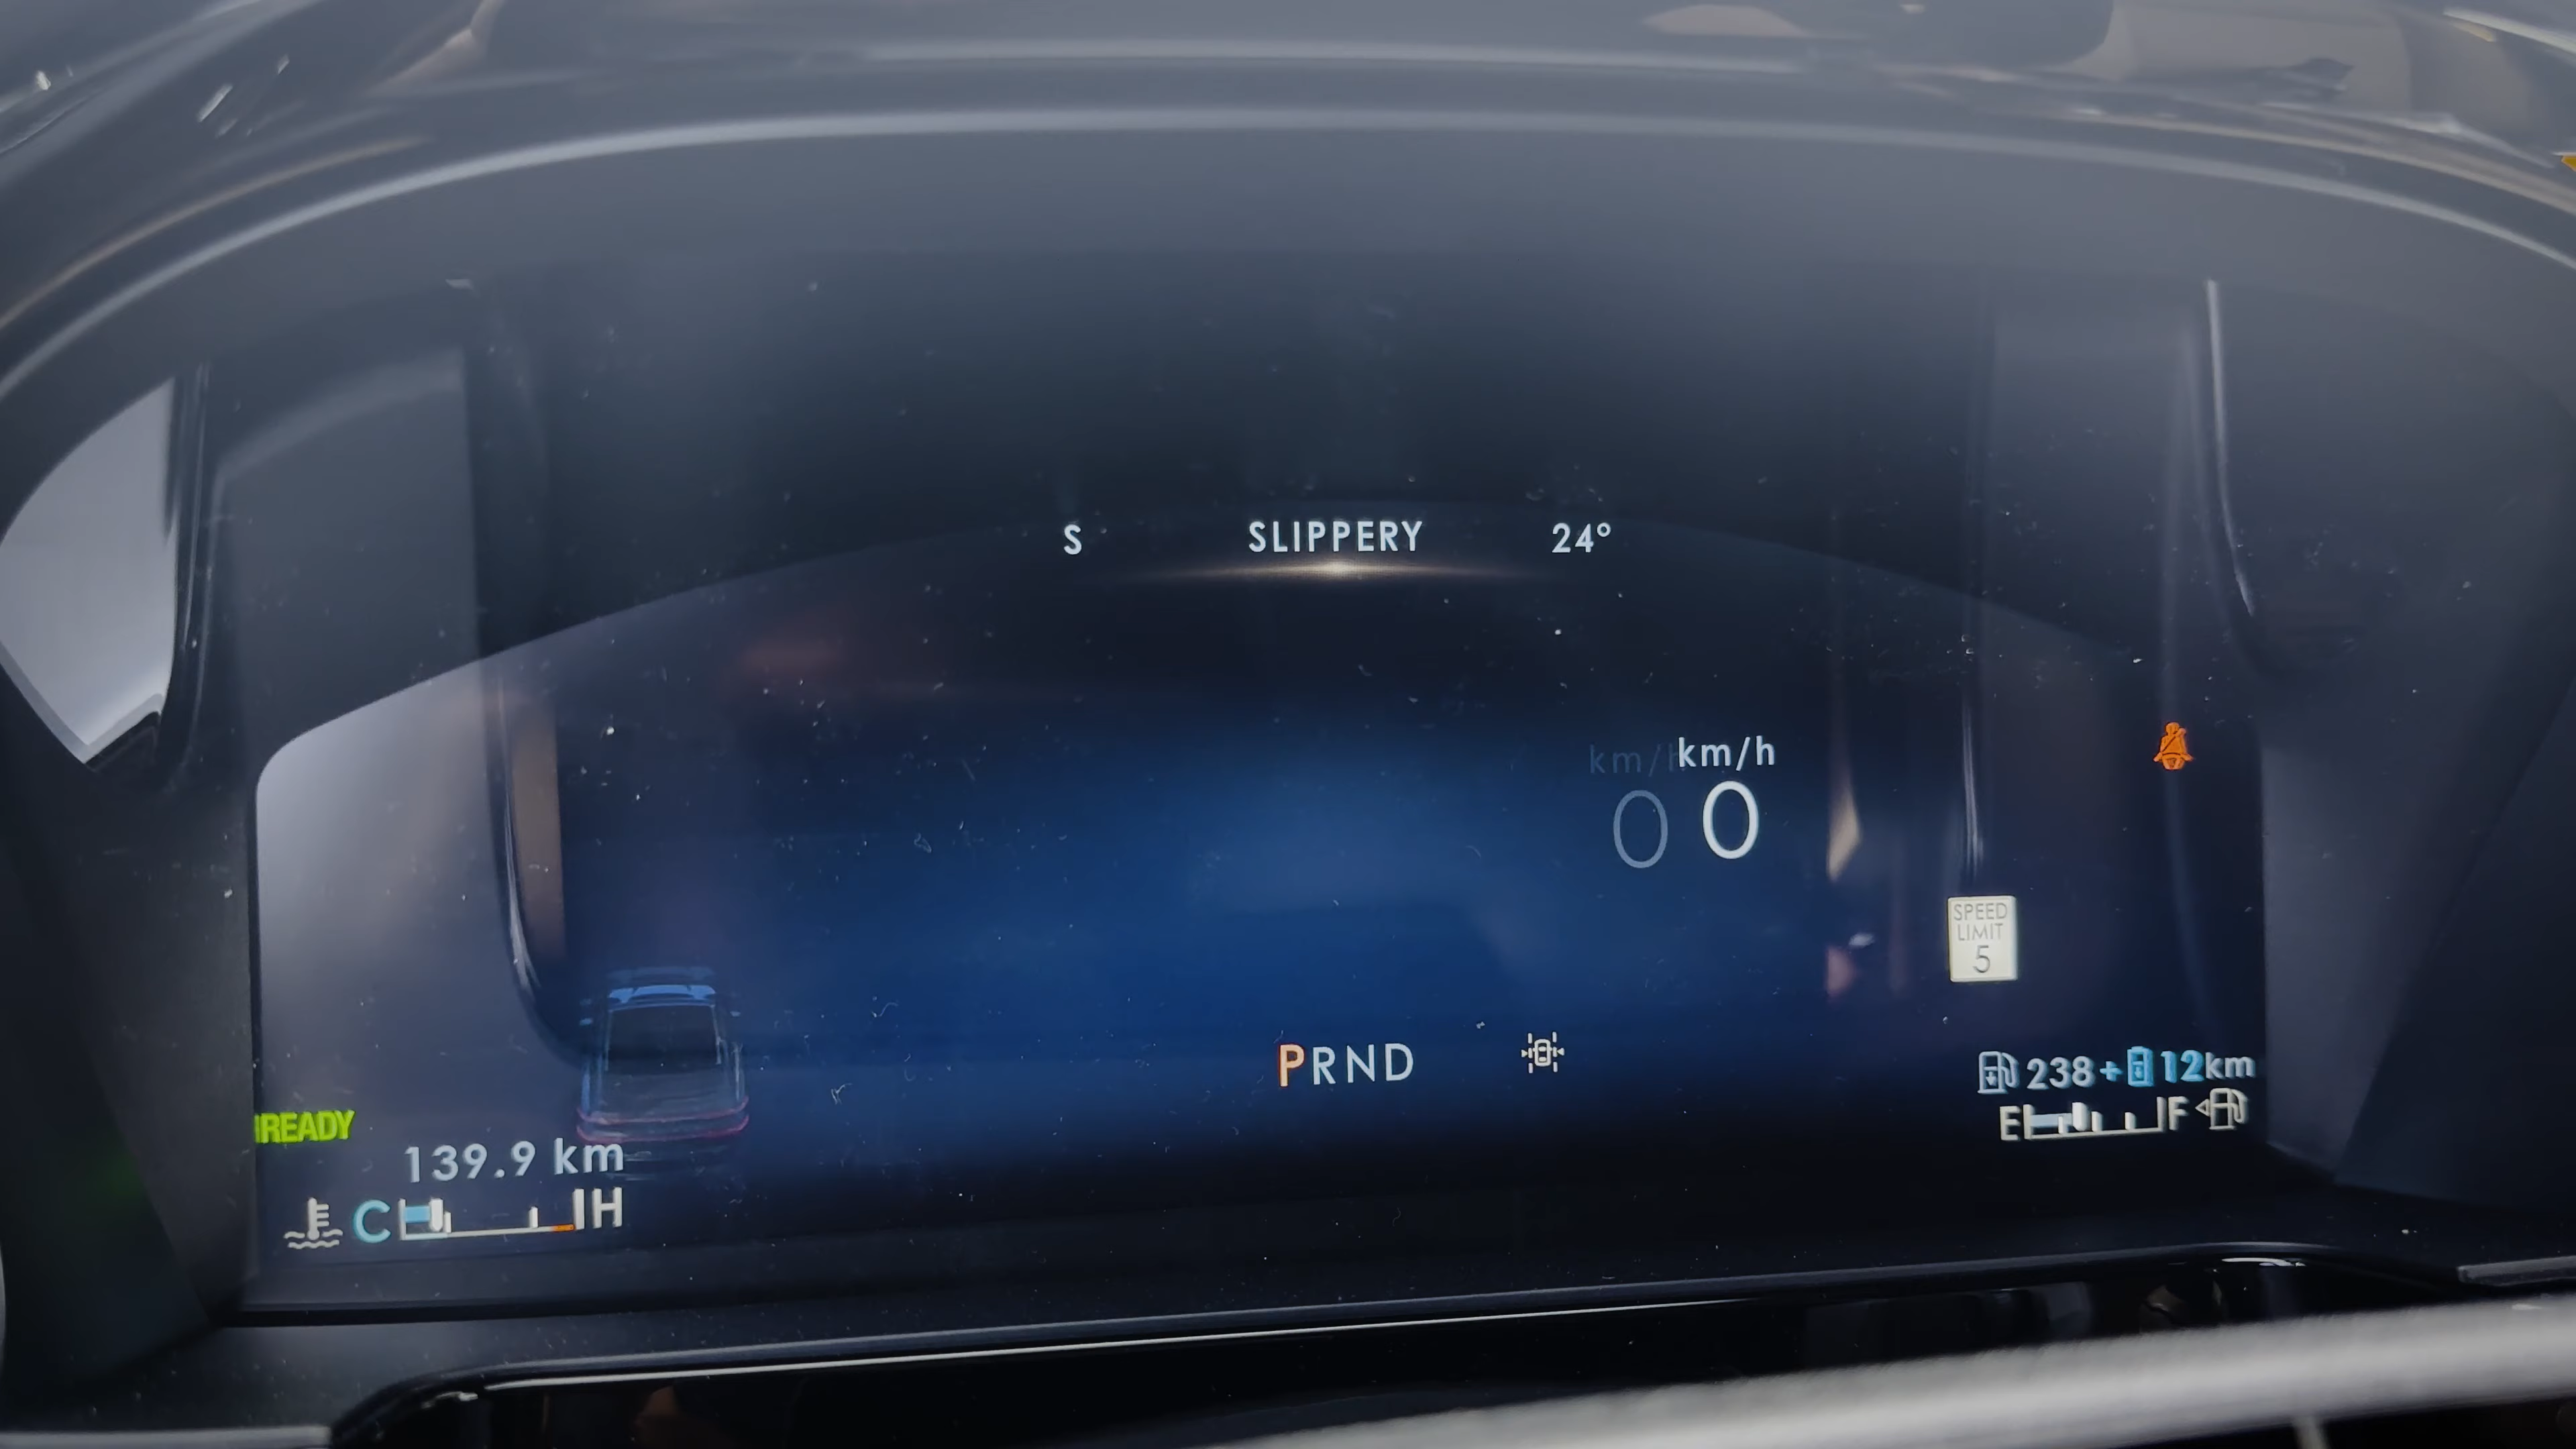 S SLIPPERY 24°
km/h km/h
0 0
SPEED
LIMIT
5
PRND
238+12km
READY
E F
139.9 km
C H